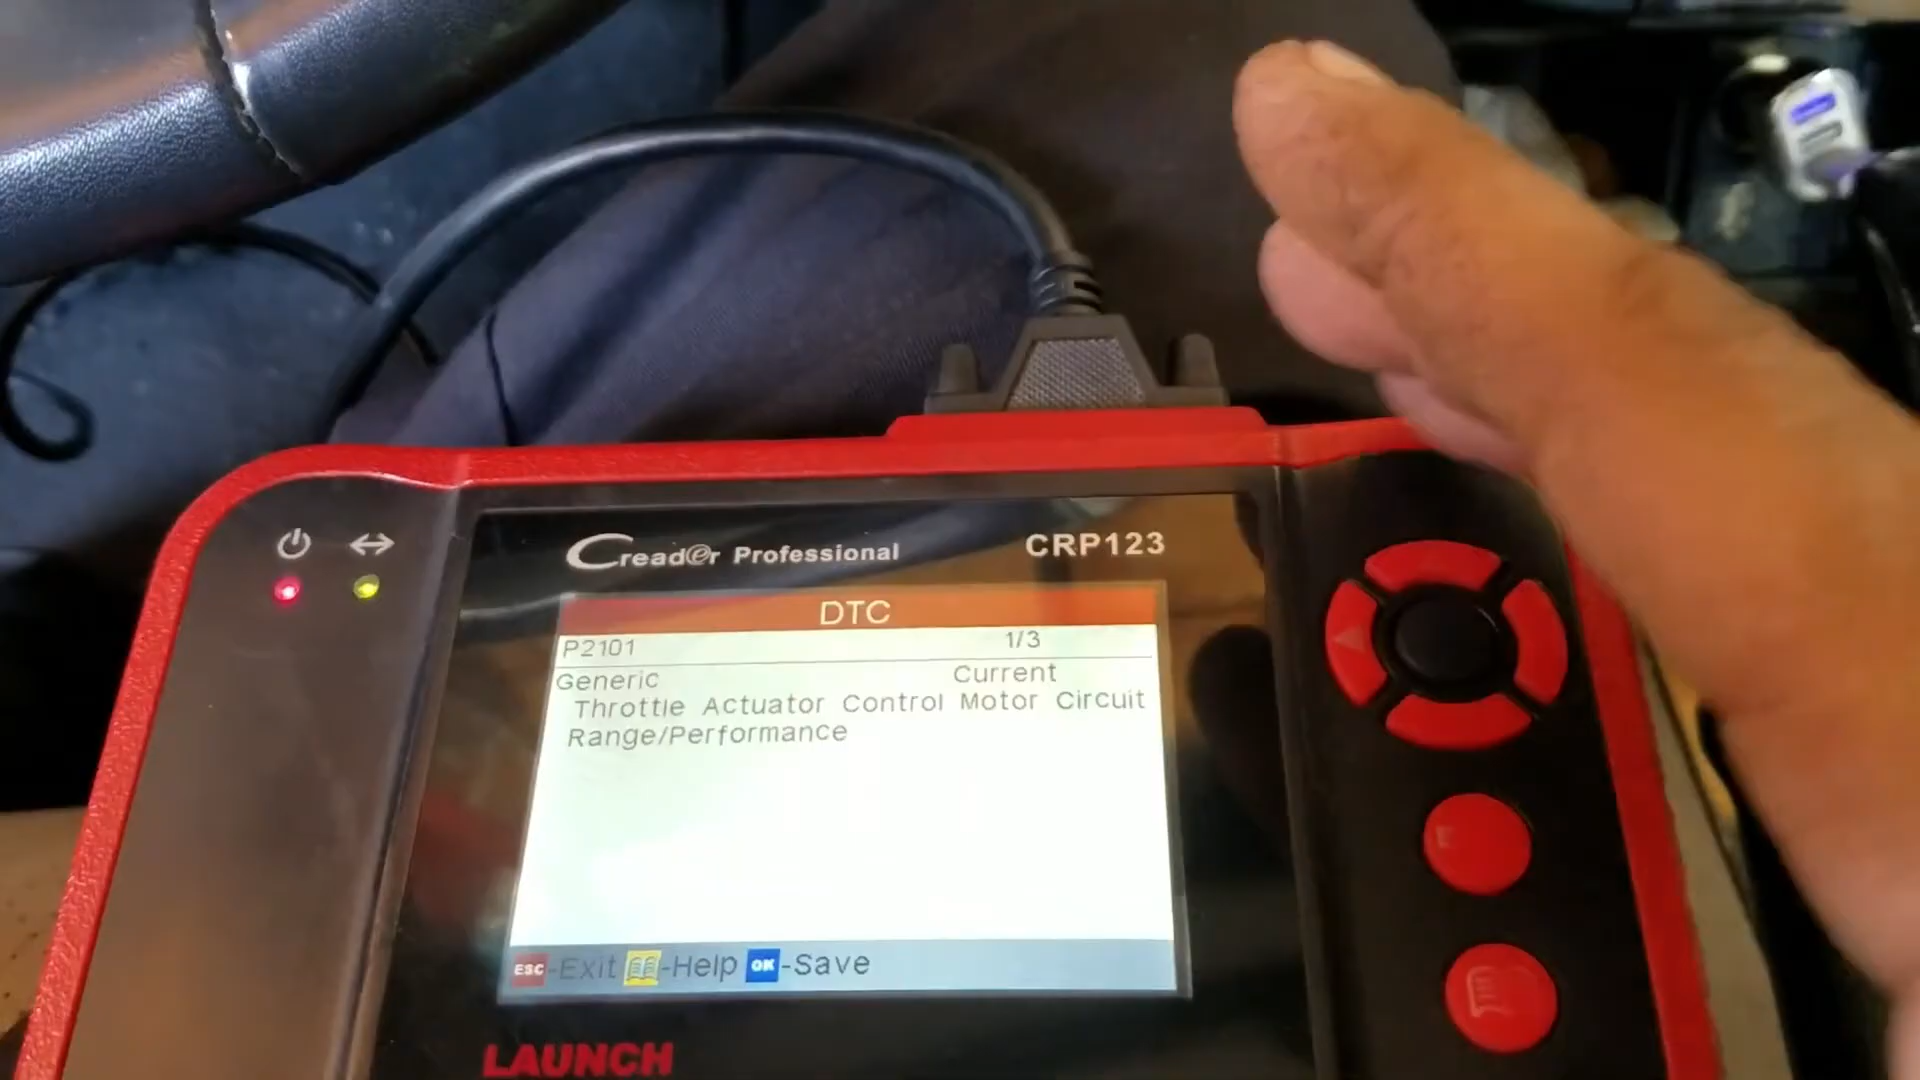 Creader Professional
CRP123
DTC
P2101 1/3
Generic Current
Throttle Actuator Control Motor Circuit
Range/Performance
ESC-Exit -Help OK-Save
LAUNCH